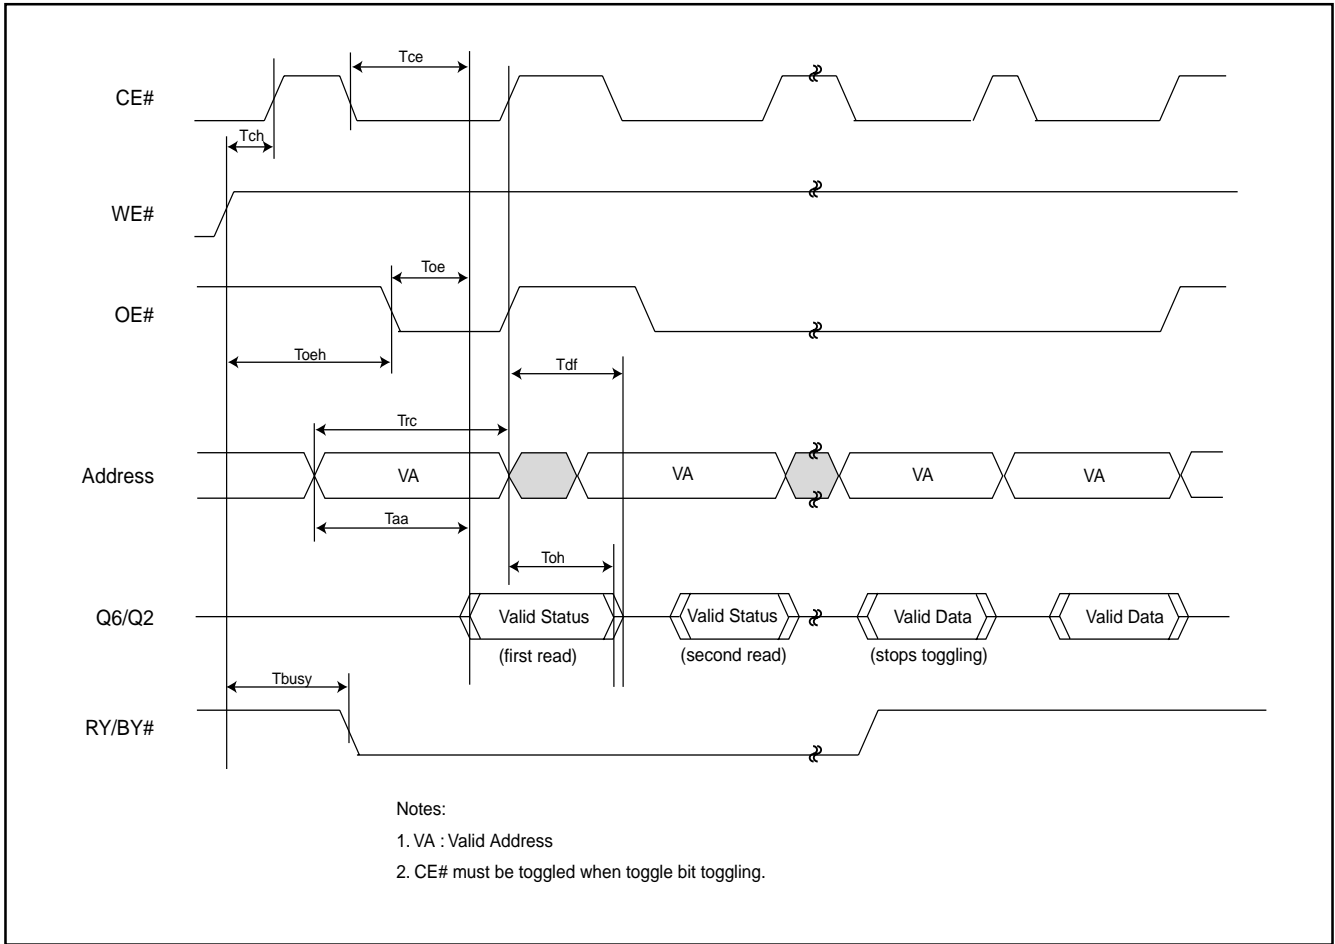 Tce
CE#
Tch
WE#
Toe
OE#
Toeh
Tdf
Trc
Address
VA
VA
VA
VA
Taa
Toh
Q6/Q2
Valid Status
Valid Status
Valid Data
Valid Data
(first read)
(second read)
(stops toggling)
Tbusy
RY/BY#
Notes:
1. VA : Valid Address
2. CE# must be toggled when toggle bit toggling.